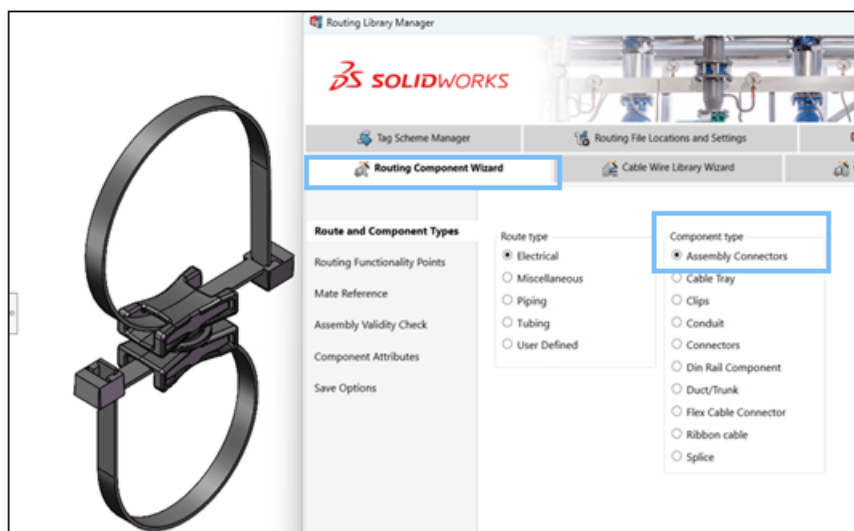 Routing Library Manager
SOLIDWORKS
Tag Scheme Manager
Routing File Locations and Settings
Routing Component Wizard
Cable Wire Library Wizard
Route and Component Types
Routing Functionality Points
Mate Reference
Assembly Validity Check
Component Attributes
Save Options
Route type
Electrical
Miscellaneous
Piping
Tubing
User Defined
Component type
Assembly Connectors
Cable Tray
Clips
Conduit
Connectors
Din Rail Component
Duct/Trunk
Flex Cable Connector
Ribbon cable
Splice